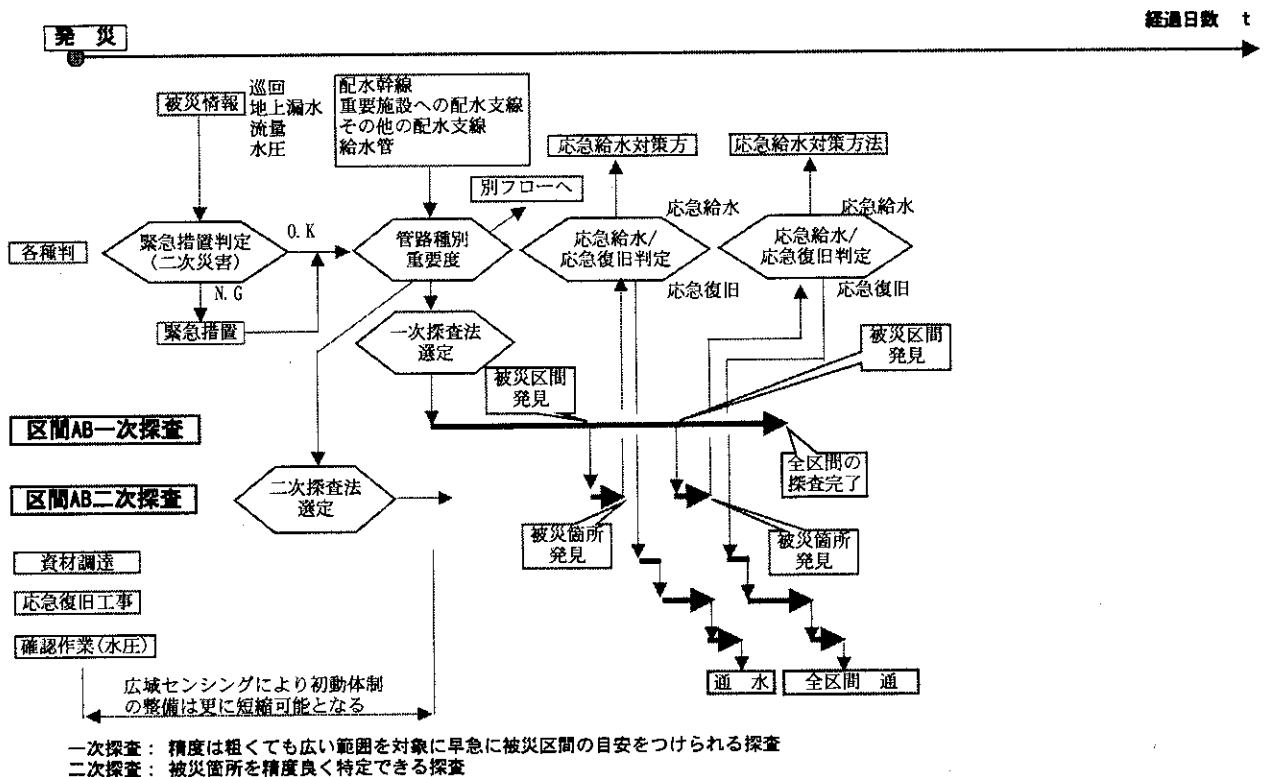 経過日数 t
発 災
被災情報
巡回
地上漏水
流量
水圧
配水幹線
重要施設への配水支線
その他の配水支線
給水管
応急給水対策方
応急給水対策方法
別フローへ
各種判
緊急措置判定
(二次災害)
O.K
N.G
緊急措置
管路種別
重要度
応急給水/
応急復旧判定
応急給水
応急復旧
応急給水/
応急復旧判定
応急給水
応急復旧
一次探査法
選定
被災区間
発見
被災区間
発見
区間AB一次探査
全区間の
探査完了
区間AB二次探査
二次探査法
選定
被災箇所
発見
被災箇所
発見
資材調達
応急復旧工事
確認作業(水圧)
通 水
全区間 通
広域センシングにより初動体制
の整備は更に短縮可能となる
一次探査： 精度は粗くても広い範囲を対象に早急に被災区間の目安をつけられる探査
二次探査： 被災箇所を精度良く特定できる探査